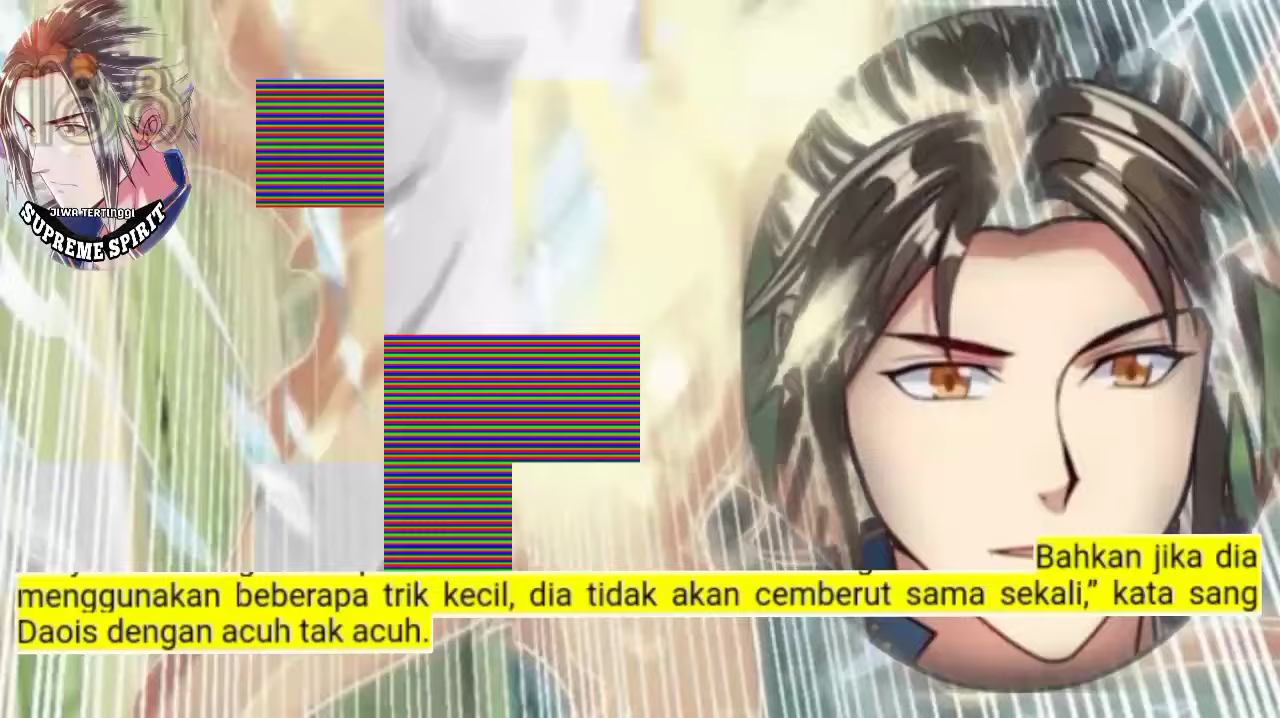 188
JIWA TERTINGGI
SUPREME SPIRIT
Bahkan jika dia
menggunakan beberapa trik kecil, dia tidak akan cemberut sama sekali,” kata sang
Daois dengan acuh tak acuh.